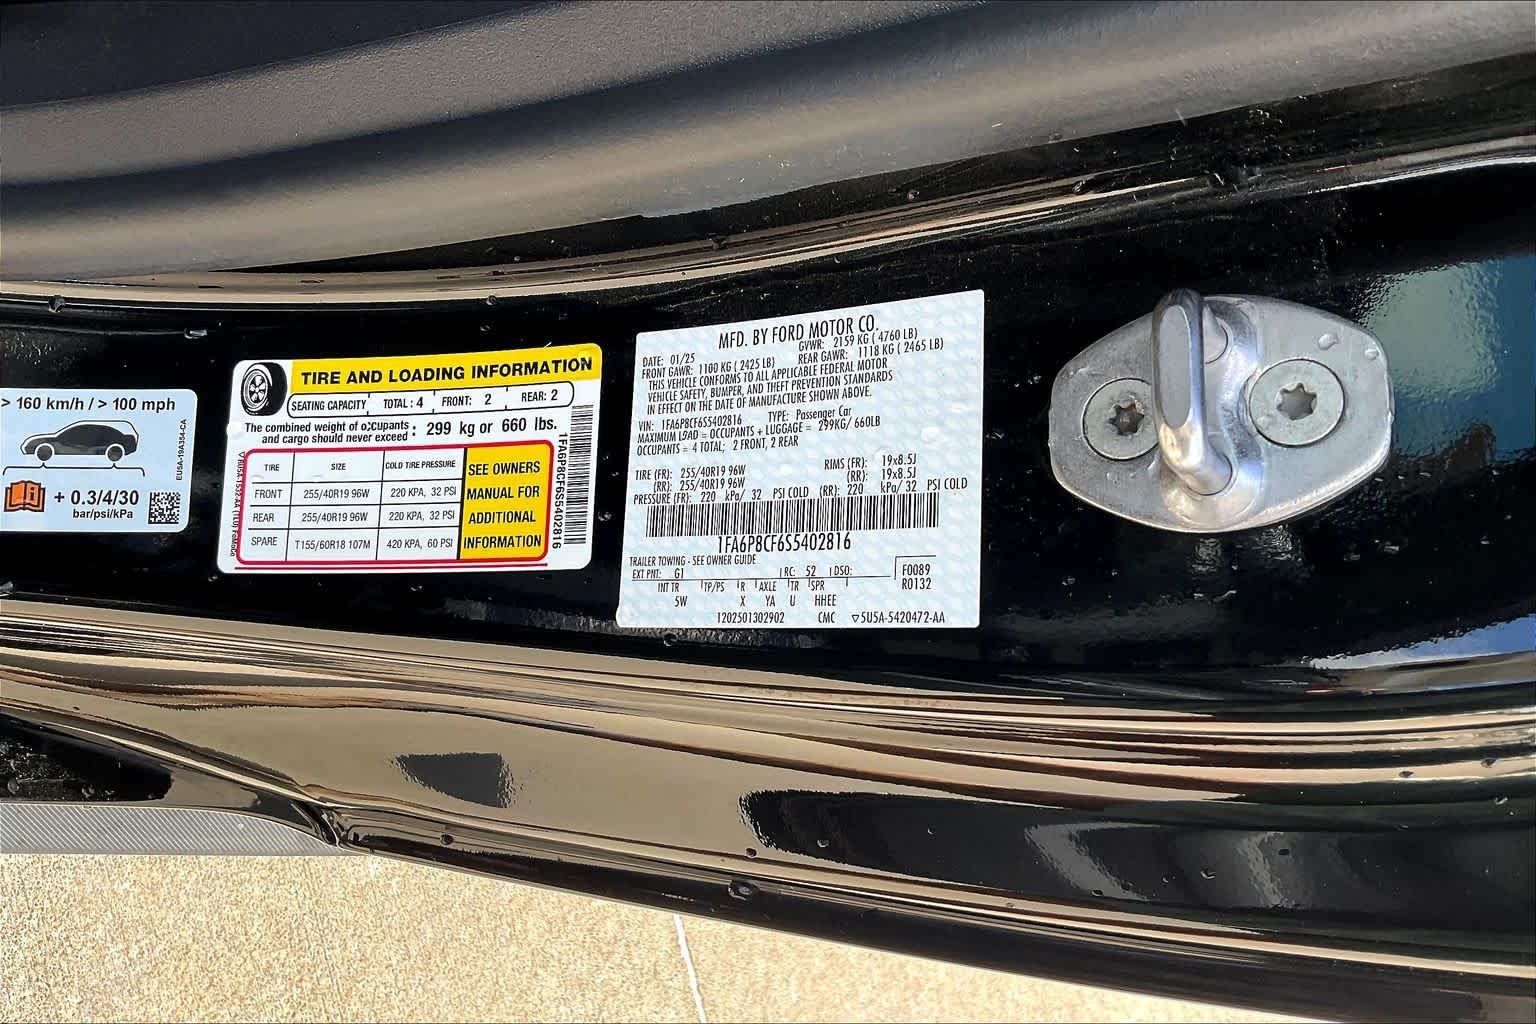 > 160 km/h / > 100 mph
+ 0.3/4/30
bar/psi/kPa
EU5A-19A354-CA
TIRE AND LOADING INFORMATION
SEATING CAPACITY TOTAL : 4 FRONT: 2 REAR: 2
The combined weight of occupants
and cargo should never exceed : 299 kg or 660 lbs.
TIRE SIZE COLD TIRE PRESSURE
FRONT 255/40R19 96W 220 KPA, 32 PSI
REAR 255/40R19 96W 220 KPA, 32 PSI
SPARE T155/60R18 107M 420 KPA, 60 PSI
SEE OWNERS
MANUAL FOR
ADDITIONAL
INFORMATION
1FA6P8CF6S5402816
MFD. BY FORD MOTOR CO.
DATE: 01/25 GVWR: 2159 KG ( 4760 LB)
FRONT GAWR: 1100 KG ( 2425 LB) REAR GAWR: 1118 KG ( 2465 LB)
THIS VEHICLE CONFORMS TO ALL APPLICABLE FEDERAL MOTOR
VEHICLE SAFETY, BUMPER, AND THEFT PREVENTION STANDARDS
IN EFFECT ON THE DATE OF MANUFACTURE SHOWN ABOVE.
VIN: 1FA6P8CF6S5402816 TYPE: Passenger Car
MAXIMUM LOAD = OCCUPANTS + LUGGAGE = 299KG/ 660LB
OCCUPANTS = 4 TOTAL; 2 FRONT, 2 REAR
TIRE (FR): 255/40R19 96W RIMS (FR): 19x8.5J
(RR): 255/40R19 96W (RR): 19x8.5J
PRESSURE (FR): 220 kPa/ 32 PSI COLD (RR): 220 kPa/ 32 PSI COLD
1FA6P8CF6S5402816
TRAILER TOWING - SEE OWNER GUIDE
EXT PNT: G1 RC: 52 DSO: F0089
R0132
INT TR TP/PS R AXLE TR SPR
5W X YA U HHEE
1202501302902 CMC ▽5U5A-5420472-AA